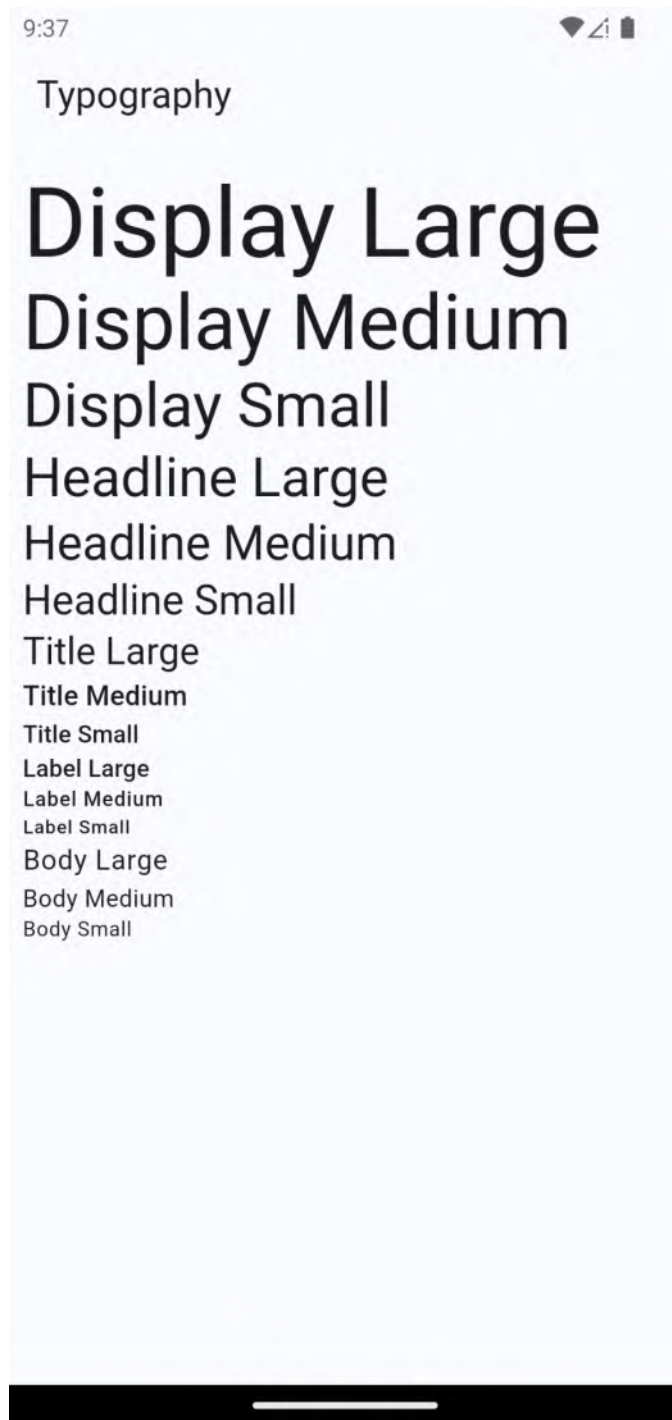 9:37
Typography
Display Large
Display Medium
Display Small
Headline Large
Headline Medium
Headline Small
Title Large
Title Medium
Title Small
Label Large
Label Medium
Label Small
Body Large
Body Medium
Body Small